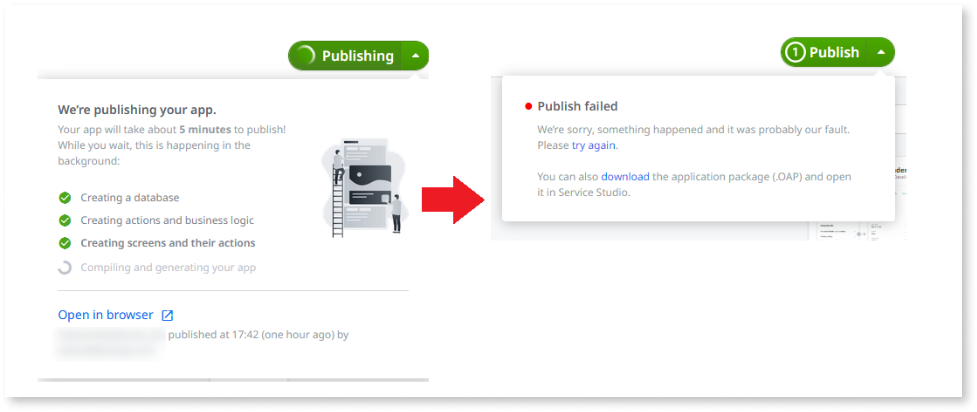 Publishing
We're publishing your app.
Your app will take about 5 minutes to publish!
While you wait, this is happening in the
background:
Creating a database
Creating actions and business logic
Creating screens and their actions
Compiling and generating your app
Open in browser
published at 17:42 (one hour ago) by
1 Publish
Publish failed
We're sorry, something happened and it was probably our fault.
Please try again.
You can also download the application package (.OAP) and open
it in Service Studio.